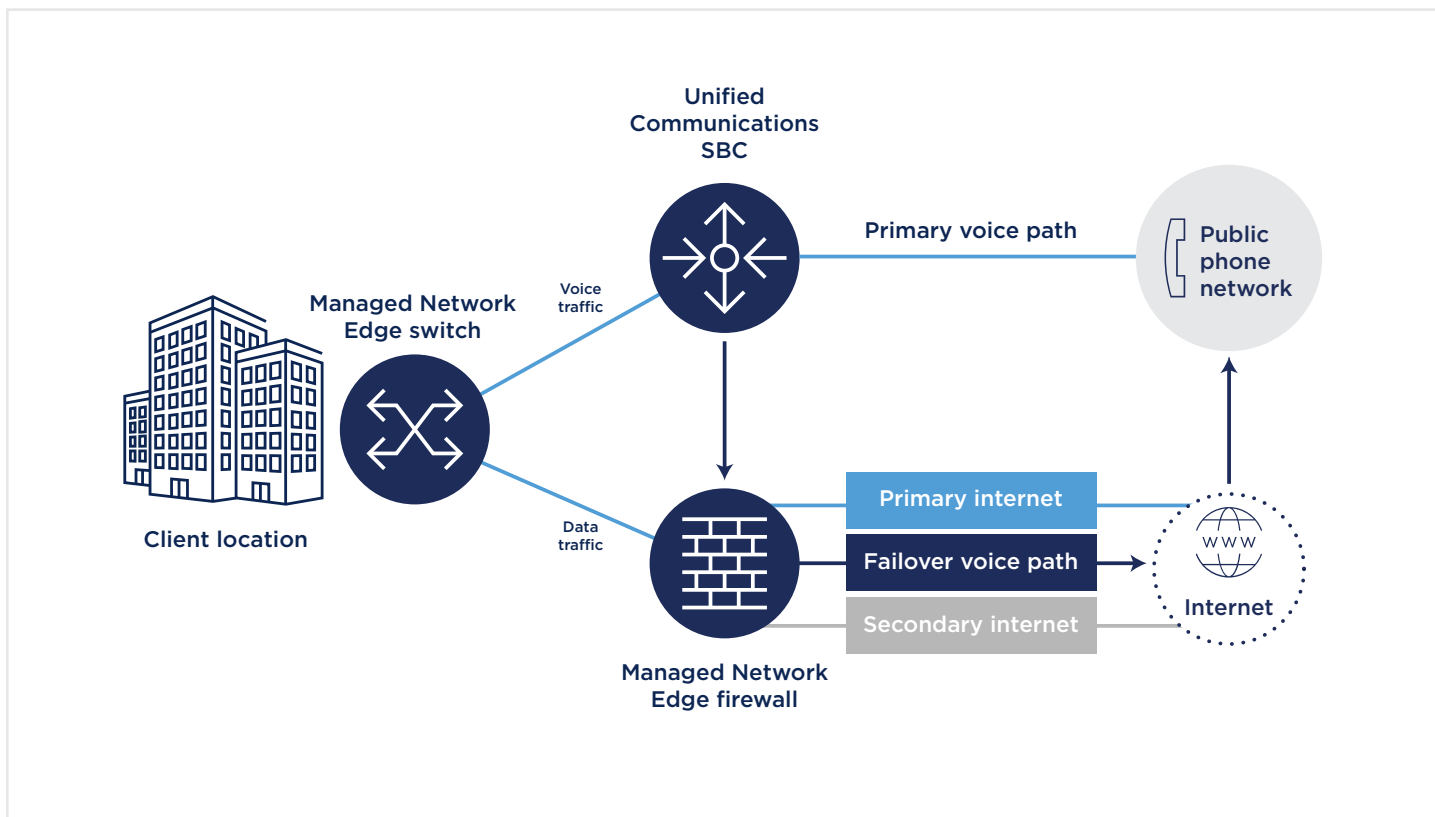 Unified
Communications
SBC
Primary voice path
Public
phone
network
Voice
traffic
Managed Network
Edge switch
Client location
Data
traffic
Primary internet
Failover voice path
Secondary internet
WWW
Internet
Managed Network
Edge firewall